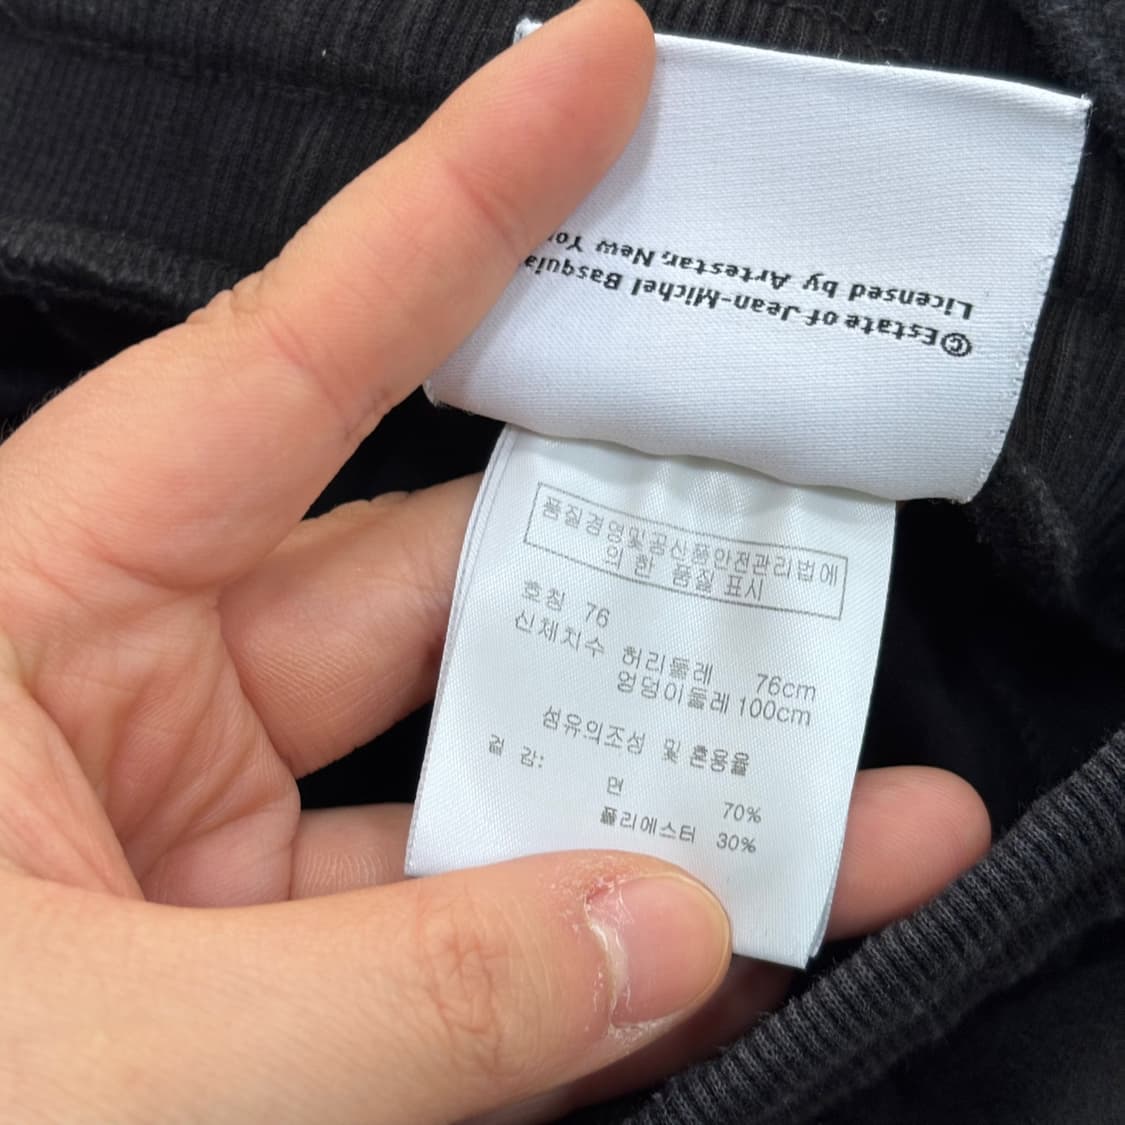 ©Estate of Jean-Michel
Licensed by Artestar, New
품질경영및공산품안전관리법에
의 한 품질 표시
호칭 76
신체치수 허리둘레 76cm
엉덩이둘레 100cm
섬유의조성 및 혼용율
겉 감:
면 70%
폴리에스터 30%